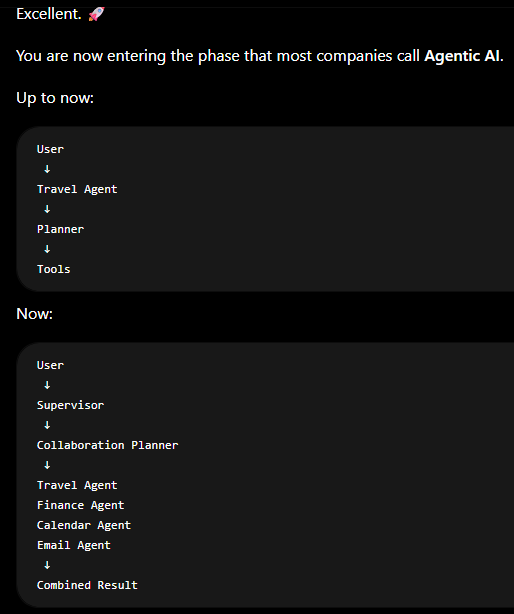 Excellent. 🚀
You are now entering the phase that most companies call Agentic AI.
Up to now:
User
↓
Travel Agent
↓
Planner
↓
Tools
Now:
User
↓
Supervisor
↓
Collaboration Planner
↓
Travel Agent
Finance Agent
Calendar Agent
Email Agent
↓
Combined Result